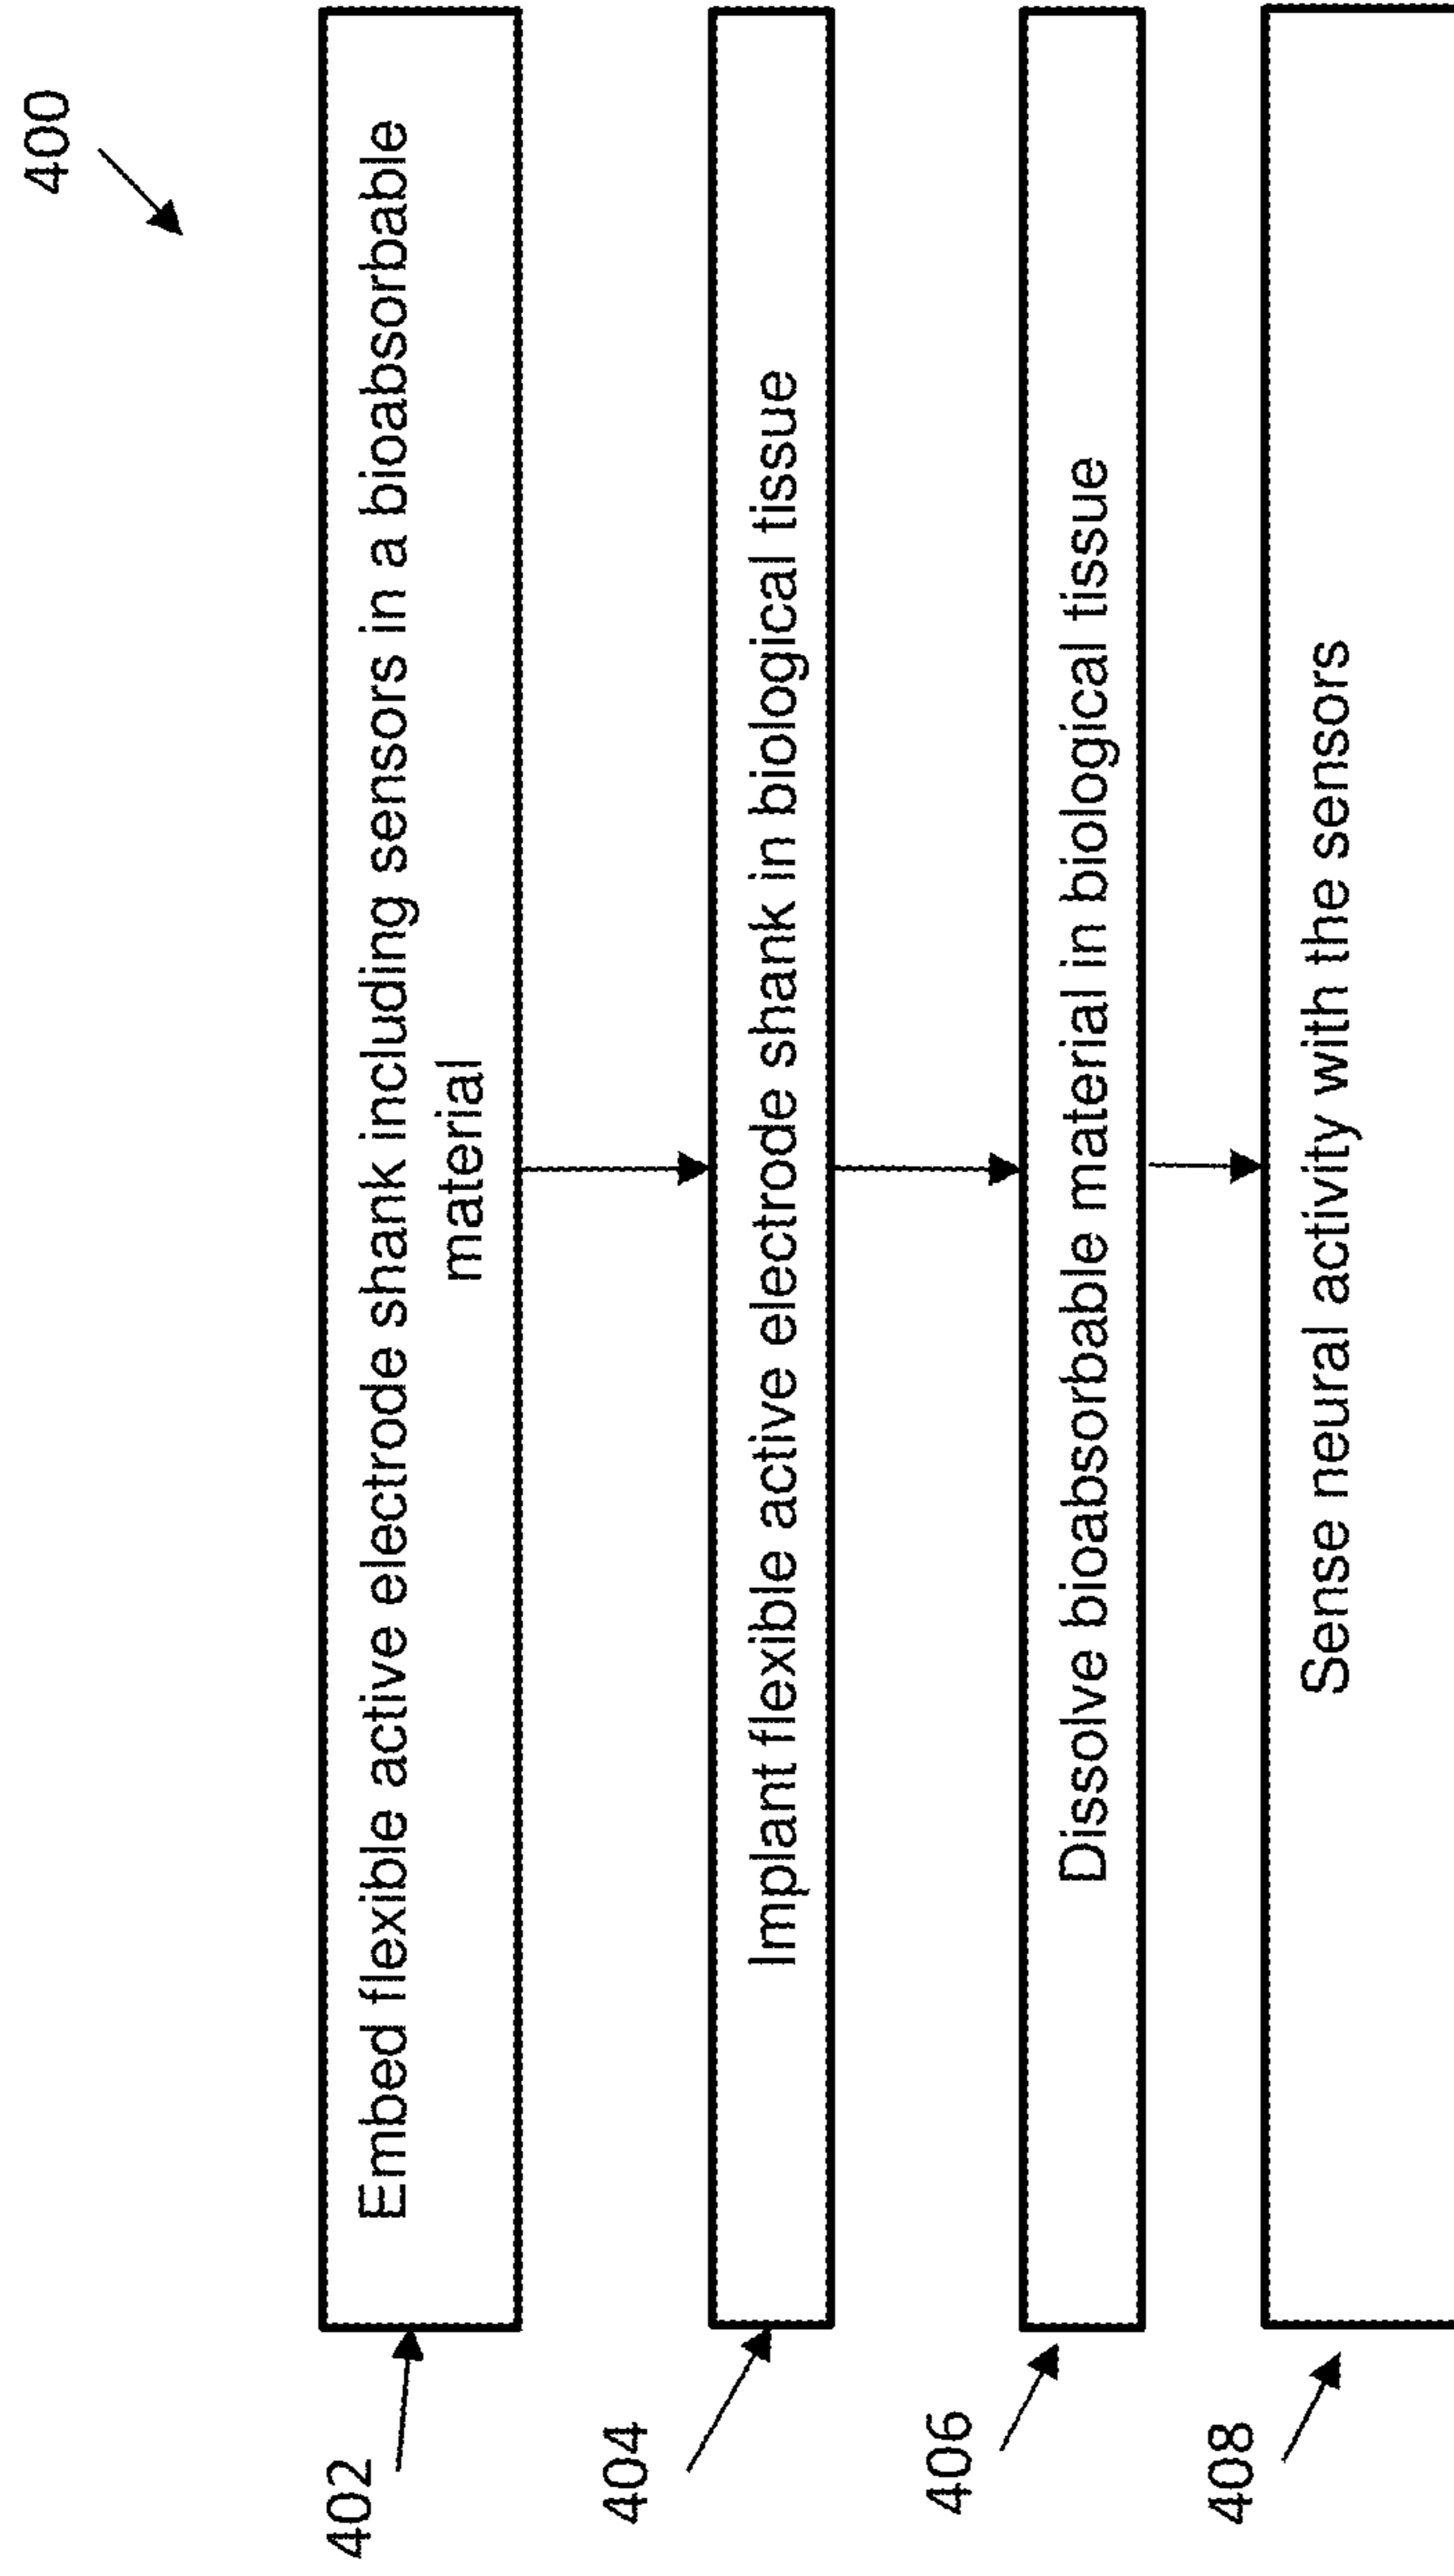 400
402
Embed flexible active electrode shank including sensors in a bioabsorbable
material
404
Implant flexible active electrode shank in biological tissue
406
Dissolve bioabsorbable material in biological tissue
408
Sense neural activity with the sensors